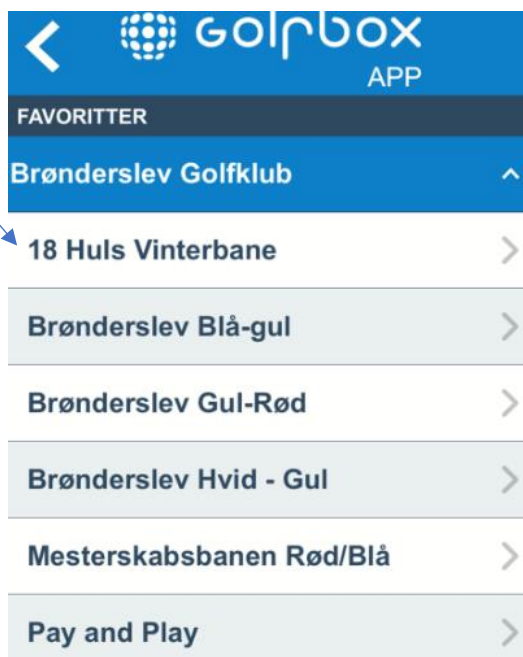 GolfBox
APP
FAVORITTER
Brønderslev Golfklub
18 Huls Vinterbane
Brønderslev Blå-gul
Brønderslev Gul-Rød
Brønderslev Hvid - Gul
Mesterskabsbanen Rød/Blå
Pay and Play